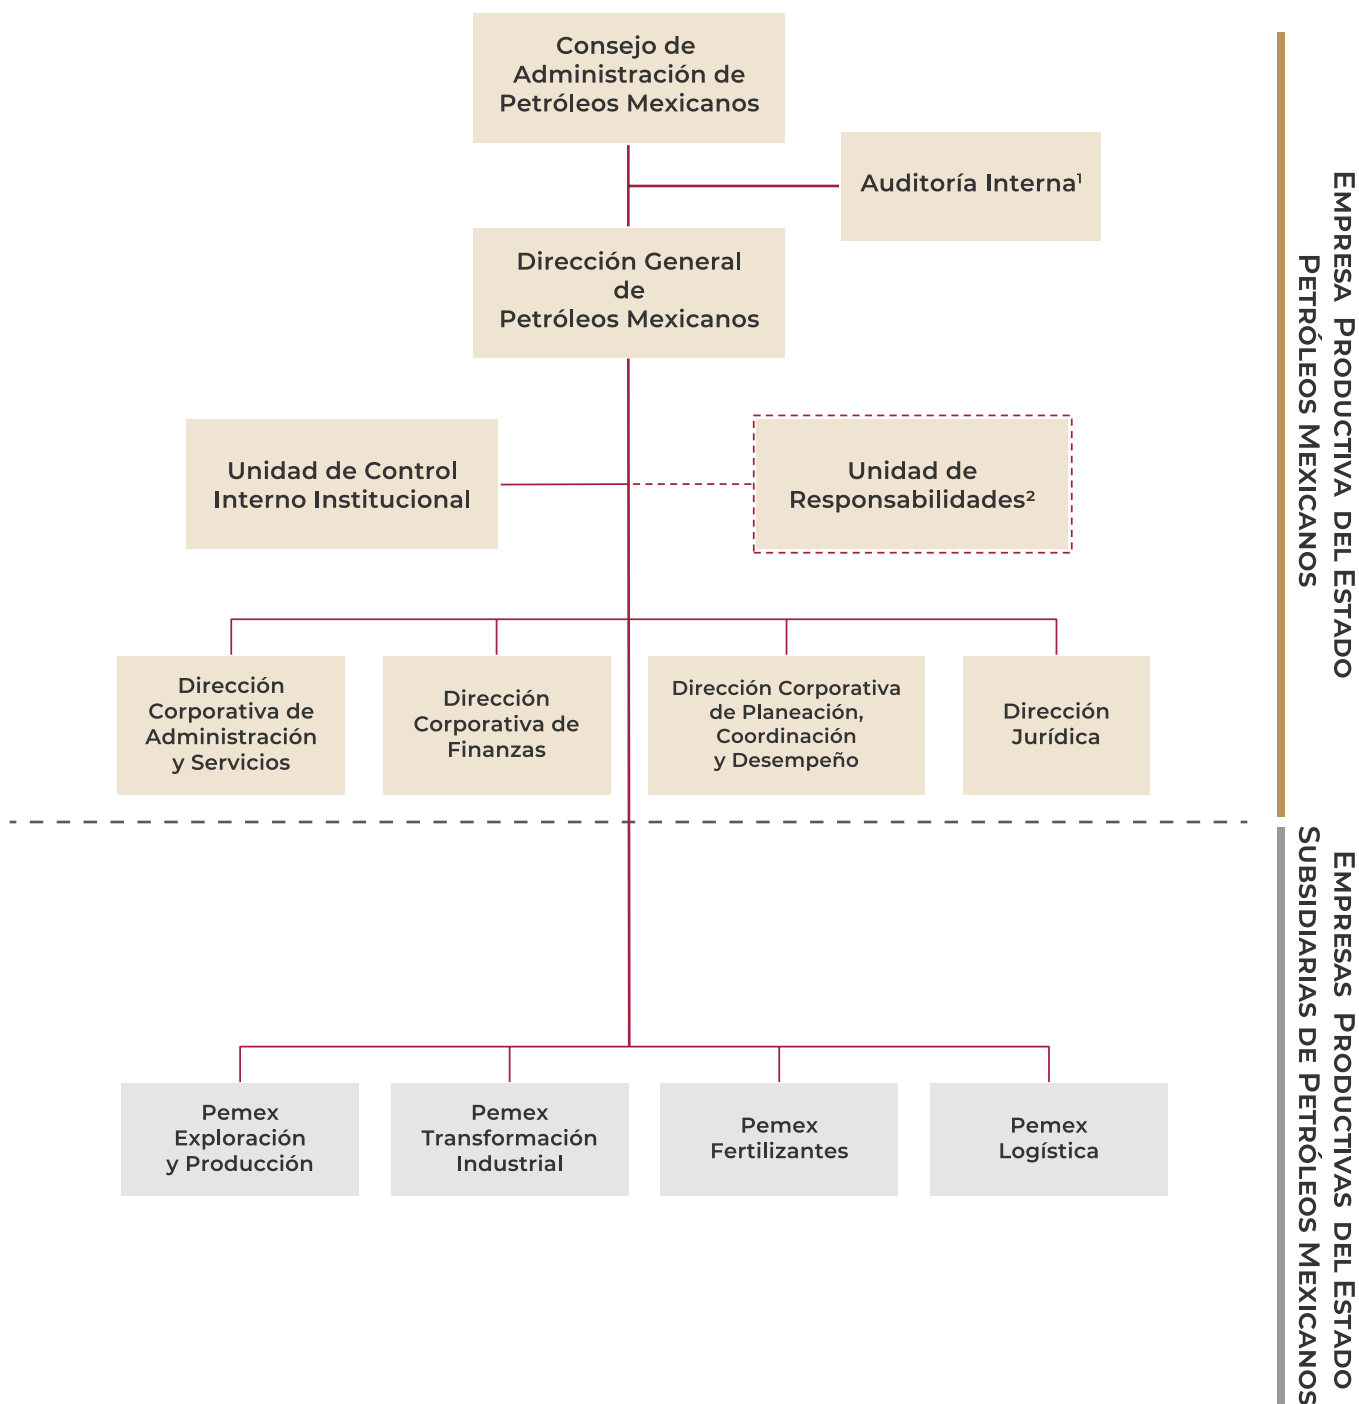 Consejo de
Administración de
Petróleos Mexicanos
Auditoría Interna¹
Dirección General
de
Petróleos Mexicanos
Unidad de Control
Interno Institucional
Unidad de
Responsabilidades²
Dirección
Corporativa de
Administración
y Servicios
Dirección
Corporativa de
Finanzas
Dirección Corporativa
de Planeación,
Coordinación
y Desempeño
Dirección
Jurídica
EMPRESA PRODUCTIVA DEL ESTADO
PETRÓLEOS MEXICANOS
Pemex
Exploración
y Producción
Pemex
Transformación
Industrial
Pemex
Fertilizantes
Pemex
Logística
EMPRESAS PRODUCTIVAS DEL ESTADO
SUBSIDIARIAS DE PETRÓLEOS MEXICANOS